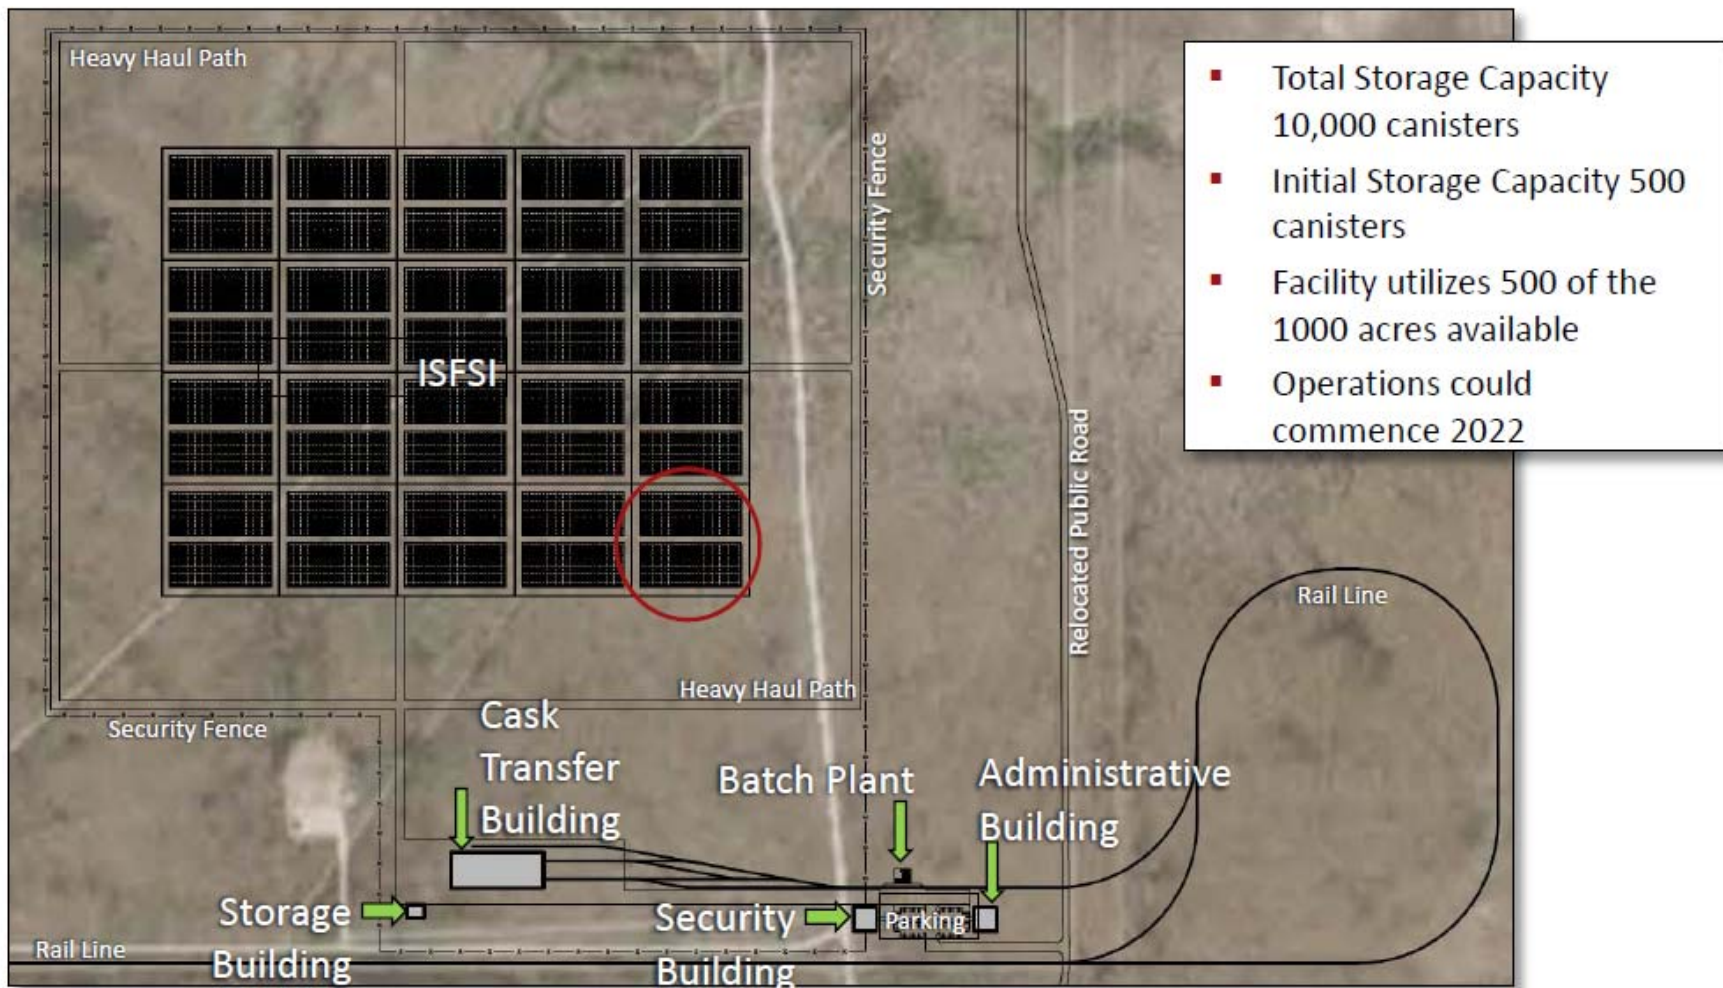 Heavy Haul Path
Security Fence
ISFSI
Relocated Public Road
Total Storage Capacity
10,000 canisters
Initial Storage Capacity 500
canisters
Facility utilizes 500 of the
1000 acres available
Operations could
commence 2022
Rail Line
Heavy Haul Path
Security Fence
Cask
Transfer
Building
Batch Plant
Administrative
Building
Storage
Building
Security
Building
Parking
Rail Line